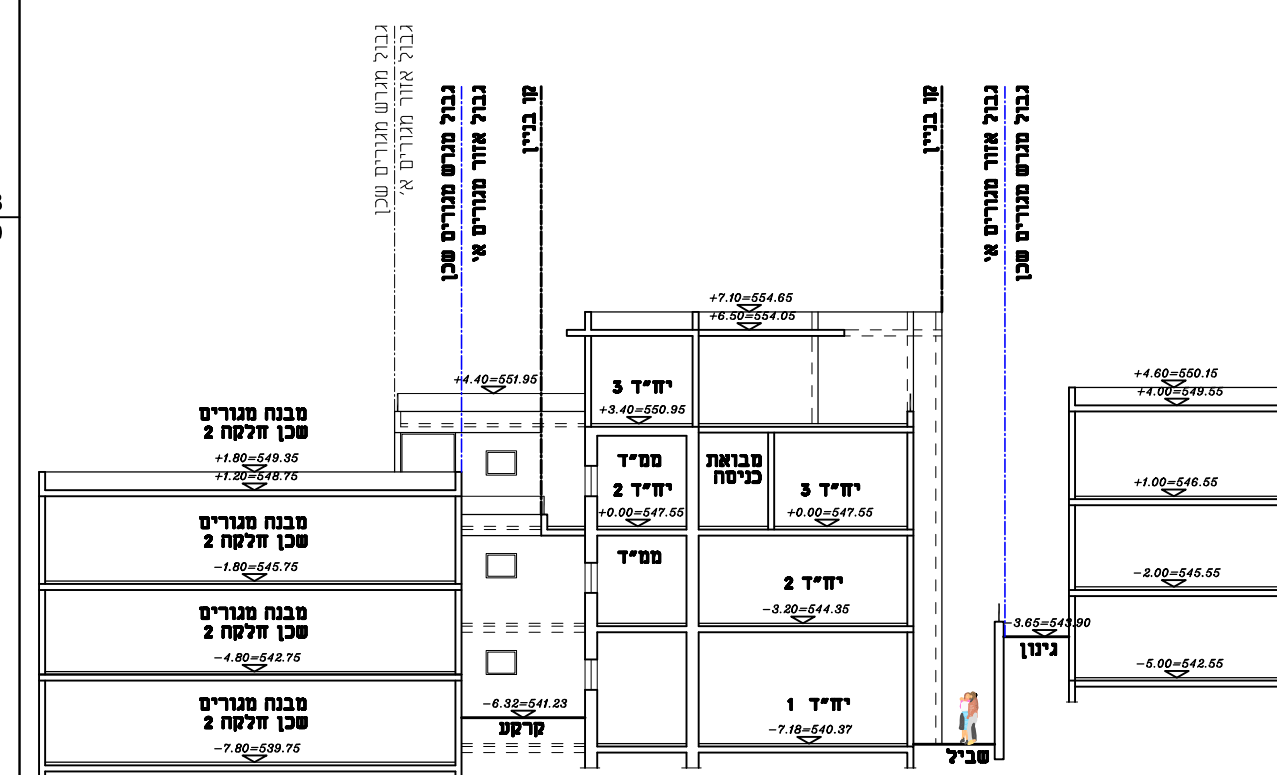 גבול מגרש מגורים שכן
גבול אזור מגורים א'
גבול מגרש מגורים שכן
גבול אזור מגורים א'
קו בניין
קו בניין
גבול אזור מגורים א'
גבול מגרש מגורים שכן
+7.10=554.65
+6.50=554.05
+4.40=551.95
יח"ד 3
+3.40=550.95
+4.60=550.15
+4.00=549.55
מבנה מגורים
שכן חלקה 2
+1.80=549.35
+1.20=548.75
ממ"ד
יח"ד 2
+0.00=547.55
מבואת
כניסה
יח"ד 3
+0.00=547.55
+1.00=546.55
מבנה מגורים
שכן חלקה 2
-1.80=545.75
ממ"ד
יח"ד 2
-3.20=544.35
-2.00=545.55
מבנה מגורים
שכן חלקה 2
-4.80=542.75
-3.65=543.90
גינון
-5.00=542.55
מבנה מגורים
שכן חלקה 2
-7.80=539.75
-6.32=541.23
קרקע
יח"ד 1
-7.18=540.37
שביל